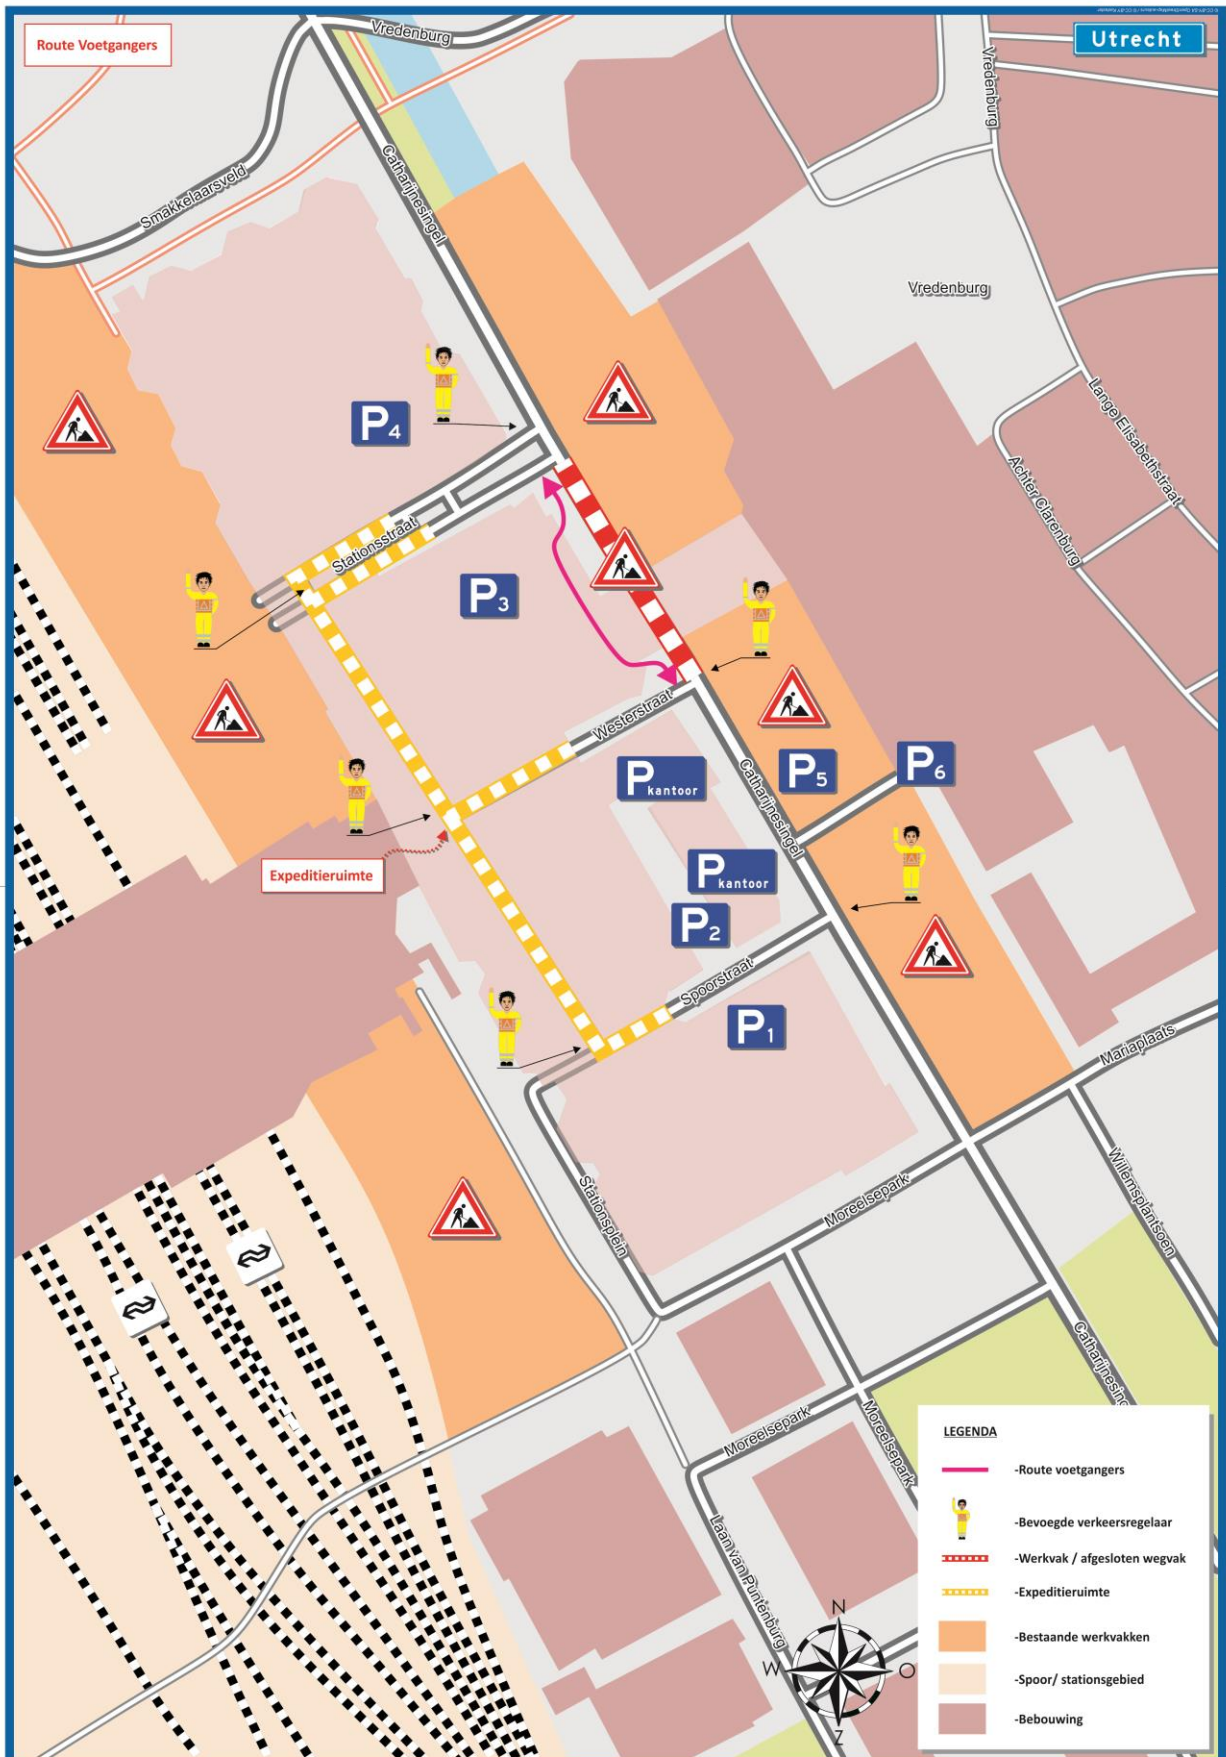 Route Voetgangers
Vredenburg
Utrecht
Vredenburg
Catharijnesingel
Smakkelaarsveld
Vredenburg
P4
Lange Elisabethstraat
Achter Clarenburg
Stationsstraat
P3
Westerstraat
P kantoor
P5
P6
Catharijnesingel
Expeditieruimte
P kantoor
P2
Spoorstraat
P1
Mariaplaats
Willemsplantsoen
Stationsplein
Moreelsepark
Catharijnesing
Moreelsepark
Moreelsepark
Laan van Puntenburg
N
W
O
Z
LEGENDA
-Route voetgangers
-Bevoegde verkeersregelaar
-Werkvak / afgesloten wegvak
-Expeditieruimte
-Bestaande werkvakken
-Spoor/ stationsgebied
-Bebouwing